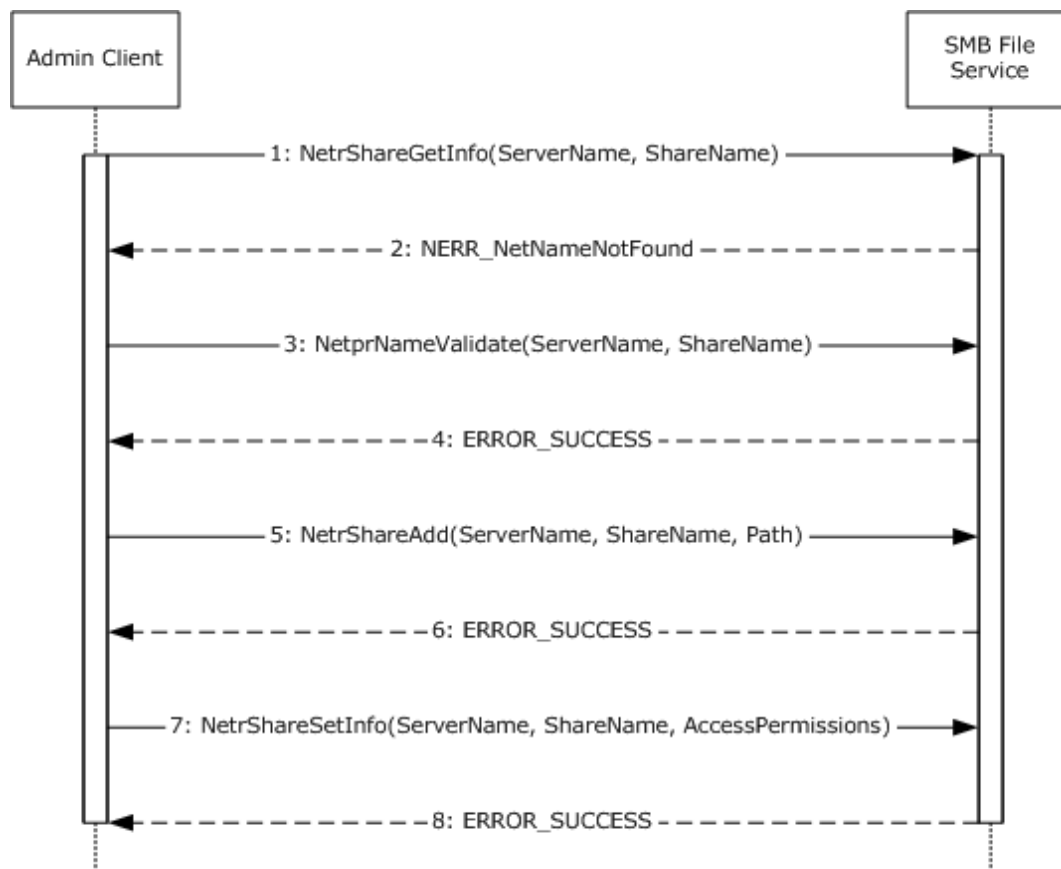 Admin Client
SMB File
Service
1: NetrShareGetInfo(ServerName, ShareName)
2: NERR_NetNameNotFound
3: NetprNameValidate(ServerName, ShareName)
4: ERROR_SUCCESS
5: NetrShareAdd(ServerName, ShareName, Path)
6: ERROR_SUCCESS
7: NetrShareSetInfo(ServerName, ShareName, AccessPermissions)
8: ERROR_SUCCESS